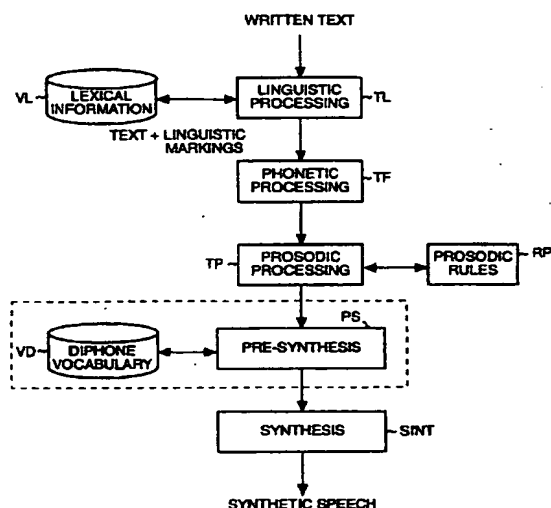 WRITTEN TEXT
VL
LEXICAL
INFORMATION
LINGUISTIC
PROCESSING
TL
TEXT + LINGUISTIC
MARKINGS
PHONETIC
PROCESSING
TF
TP
PROSODIC
PROCESSING
PROSODIC
RULES
RP
VD
DIPHONE
VOCABULARY
PS
PRE-SYNTHESIS
SYNTHESIS
SINT
SYNTHETIC SPEECH